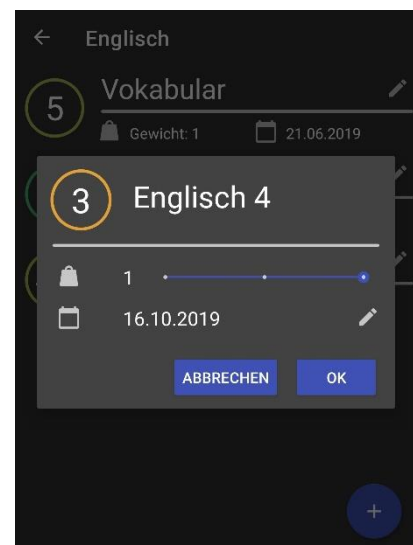 Englisch
5 Vokabular
Gewicht: 1 21.06.2019
3 Englisch 4
1
16.10.2019
ABBRECHEN OK
+